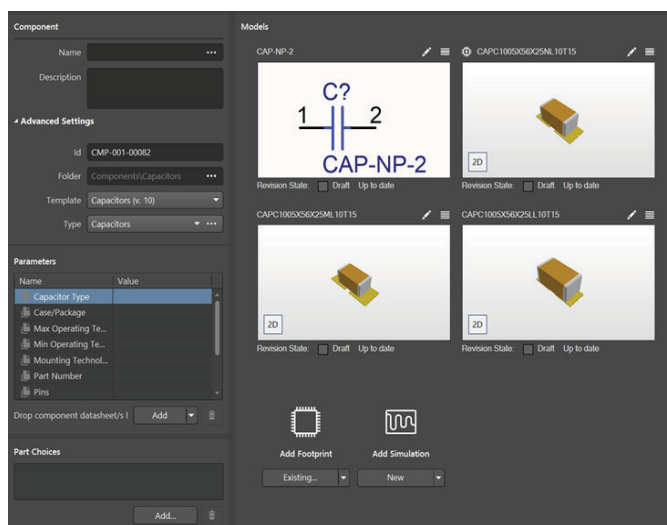 Component
Name
Description
Advanced Settings
Id CMP-001-00082
Folder Components\Capacitors
Template Capacitors (v. 10)
Type Capacitors
Parameters
Name Value
Capacitor Type
Case/Package
Max Operating Te...
Min Operating Te...
Mounting Technol...
Part Number
Pins
Drop component datasheet/s l Add
Part Choices
Add...
Models
CAP-NP-2
C?
1 2
CAP-NP-2
Revision State: Draft Up to date
CAPC1005X56X25NL10T15
2D
Revision State: Draft Up to date
CAPC1005X56X25ML10T15
2D
Revision State: Draft Up to date
CAPC1005X56X25LL10T15
2D
Revision State: Draft Up to date
Add Footprint
Existing...
Add Simulation
New